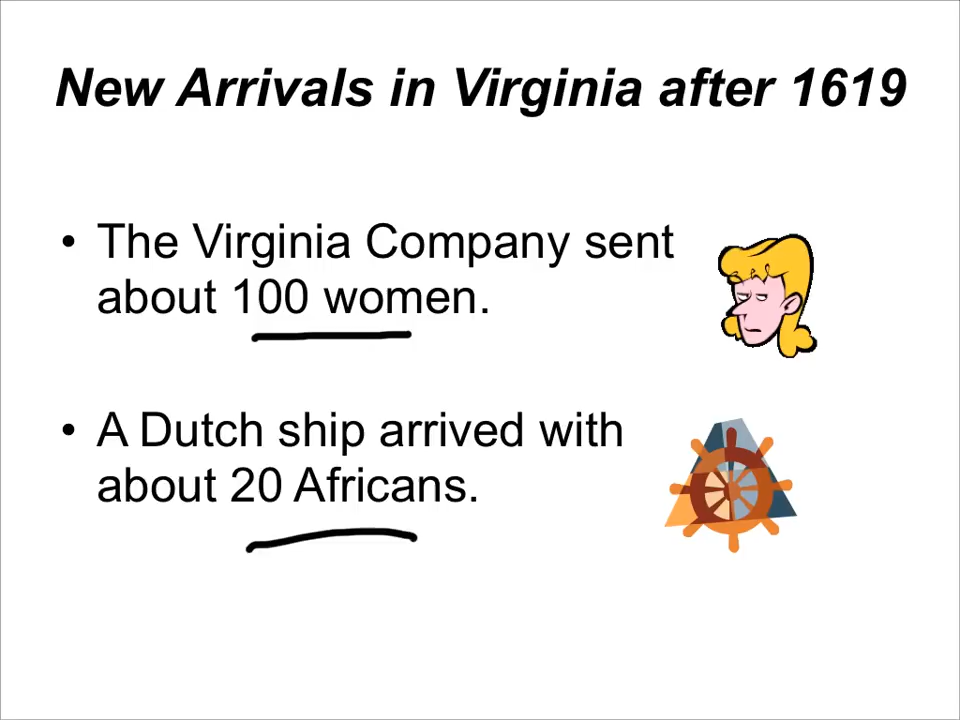 New Arrivals in Virginia after 1619
• The Virginia Company sent
about 100 women.
• A Dutch ship arrived with
about 20 Africans.